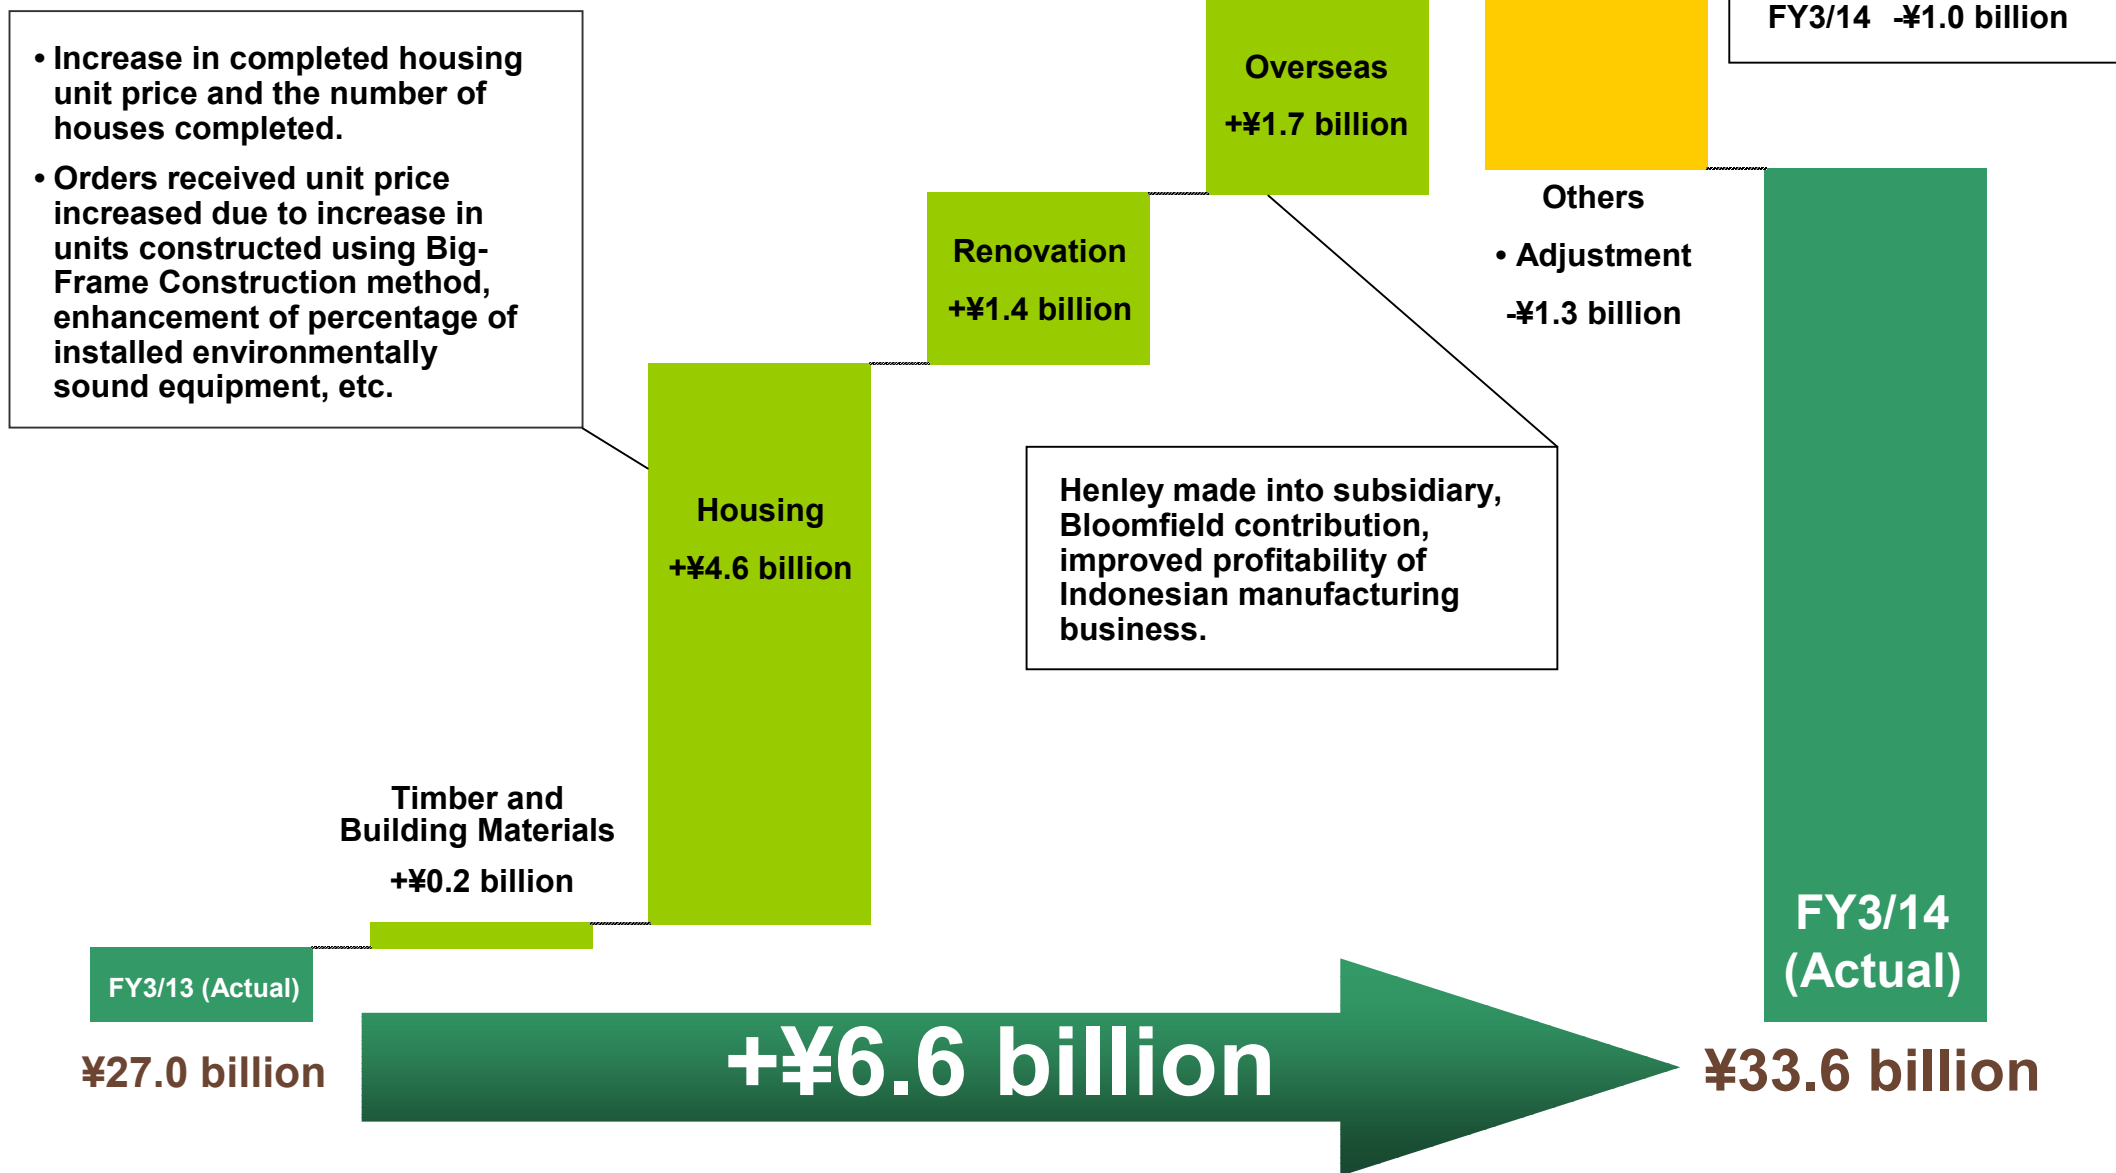 • Increase in completed housing
unit price and the number of
houses completed.
• Orders received unit price
increased due to increase in
units constructed using Big-
Frame Construction method,
enhancement of percentage of
installed environmentally
sound equipment, etc.
FY3/14 -¥1.0 billion
Overseas
+¥1.7 billion
Others
• Adjustment
-¥1.3 billion
Renovation
+¥1.4 billion
Housing
+¥4.6 billion
Henley made into subsidiary,
Bloomfield contribution,
improved profitability of
Indonesian manufacturing
business.
Timber and
Building Materials
+¥0.2 billion
FY3/13 (Actual)
¥27.0 billion
+¥6.6 billion
FY3/14
(Actual)
¥33.6 billion